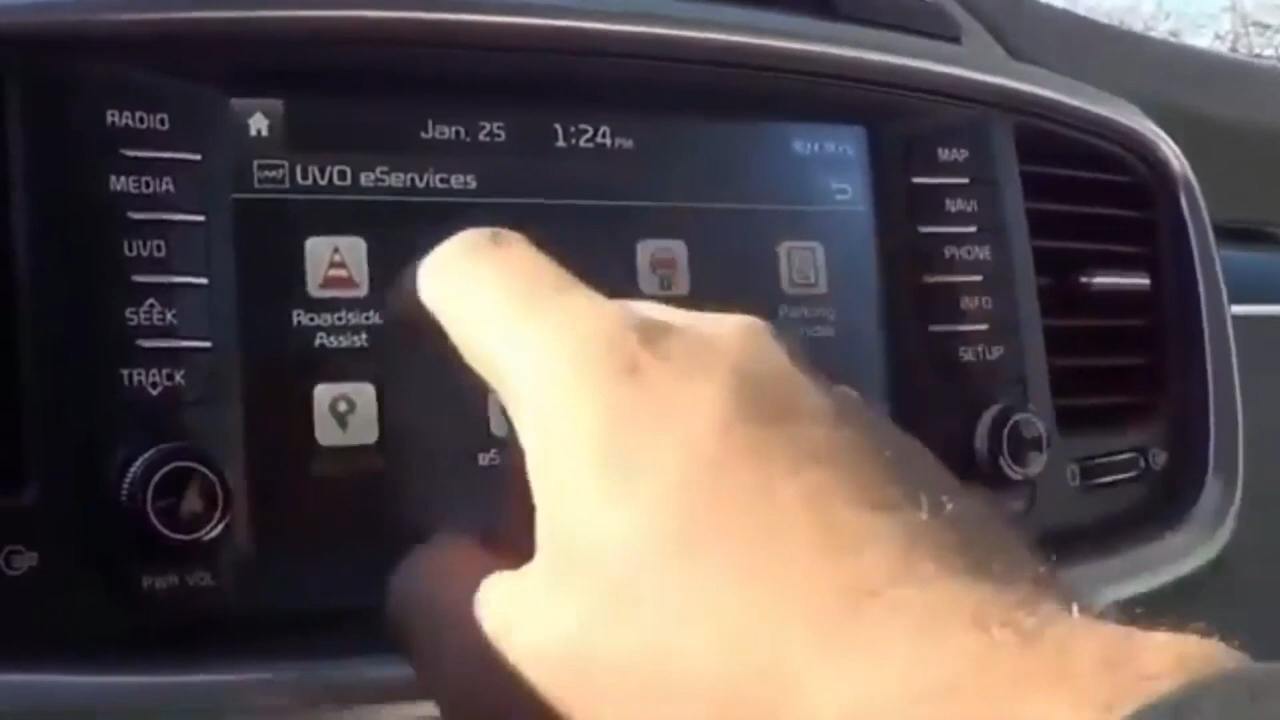 RADIO
MEDIA
UVO
SEEK
TRACK
PWR VOL
Jan. 25 1:24 PM
UVO eServices
Roadside
Assist
Parking
eS
MAP
NAVI
PHONE
INFO
SETUP